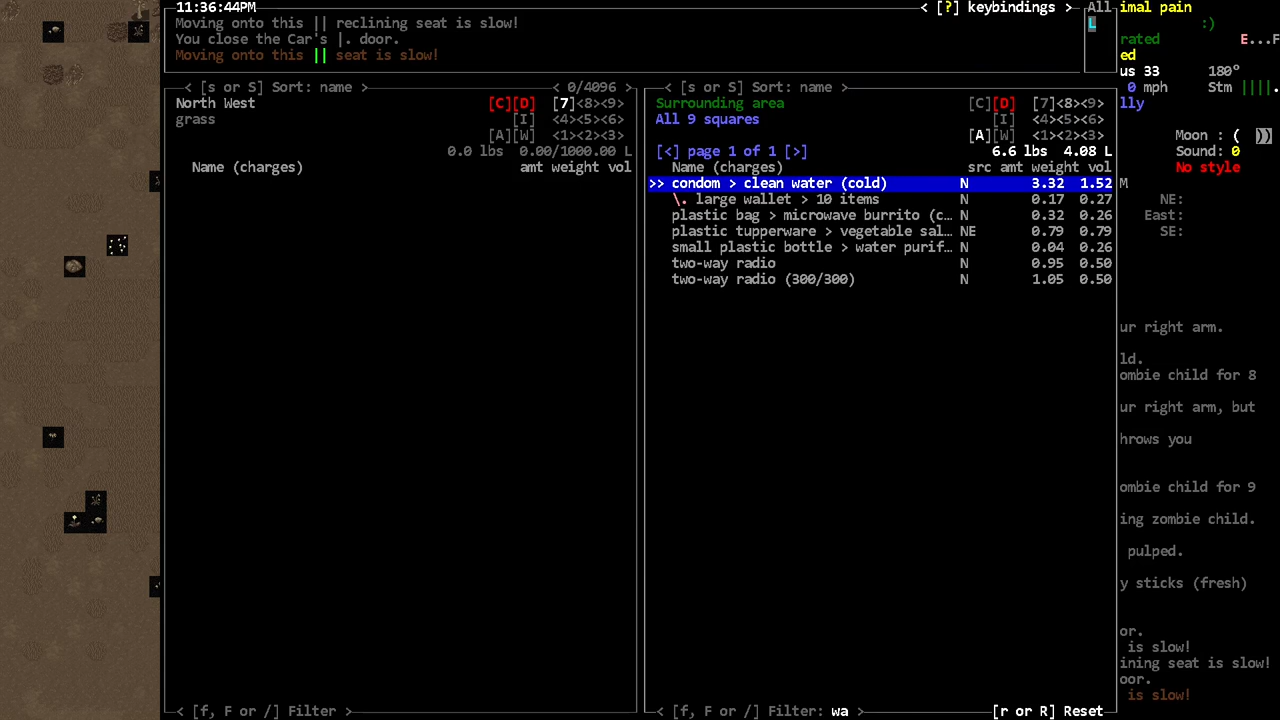 11:36:44PM < [?] keybindings > All imal pain
Moving onto this || reclining seat is slow! L :)
You close the Car's |. door. rated E...F
Moving onto this || seat is slow! ed
us 33 180°
< [s or S] Sort: name > < 0/4096 > < [s or S] Sort: name > 0 mph Stm ||||.
North West [C][D] [7]<8><9> Surrounding area [C][D] [7]<8><9> lly
grass [I] <4><5><6> All 9 squares [I] <4><5><6>
[A][W] <1><2><3> [A][W] <1><2><3> Moon : ( ))
0.0 lbs 0.00/1000.00 L [<] page 1 of 1 [>] 6.6 lbs 4.08 L Sound: 0
Name (charges) amt weight vol Name (charges) src amt weight vol No style
>> condom > clean water (cold) N 3.32 1.52 M
\. large wallet > 10 items N 0.17 0.27 NE:
plastic bag > microwave burrito (c… N 0.32 0.26 East:
plastic tupperware > vegetable sal… NE 0.79 0.79 SE:
small plastic bottle > water purif… N 0.04 0.26
two-way radio N 0.95 0.50
two-way radio (300/300) N 1.05 0.50
ur right arm.
ld.
ombie child for 8
ur right arm, but
hrows you
ombie child for 9
ing zombie child.
pulped.
y sticks (fresh)
or.
is slow!
ining seat is slow!
oor.
is slow!
< [f, F or /] Filter > < [f, F or /] Filter: wa > [r or R] Reset